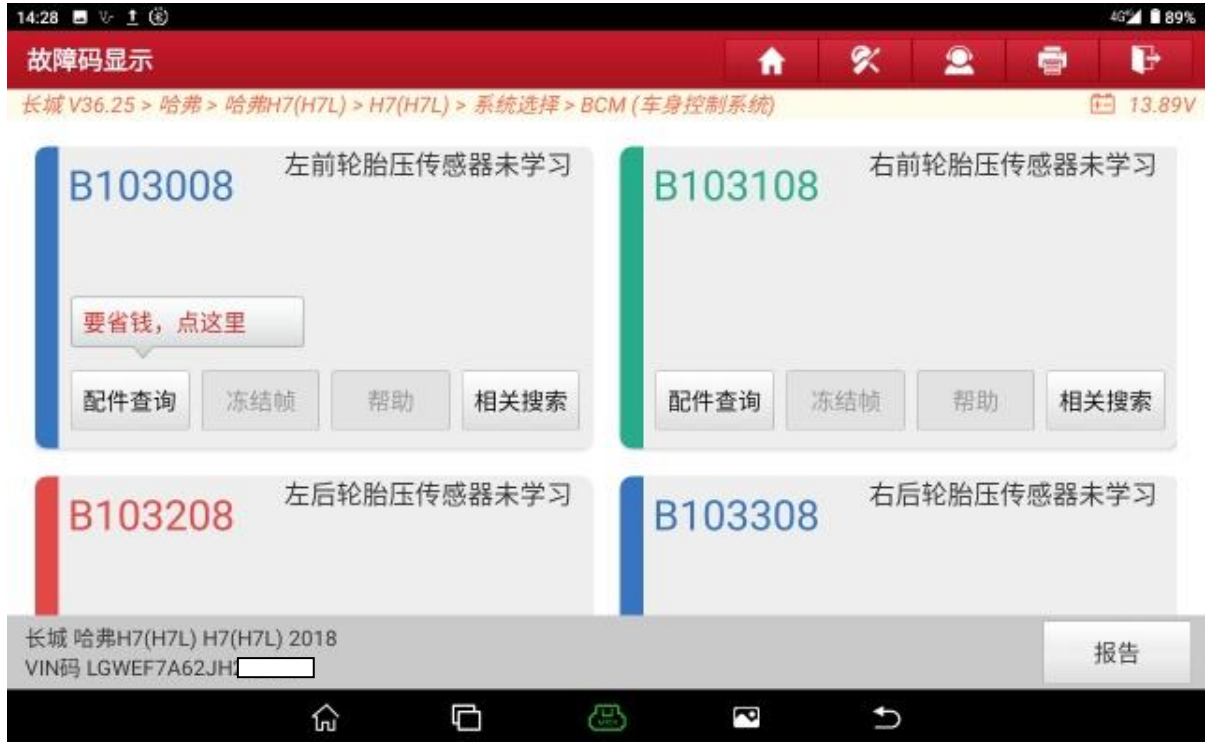 14:28 4G 89%
故障码显示
长城 V36.25 > 哈弗 > 哈弗H7(H7L) > H7(H7L) > 系统选择 > BCM (车身控制系统) 13.89V
B103008 左前轮胎压传感器未学习
要省钱，点这里
配件查询 冻结帧 帮助 相关搜索
B103108 右前轮胎压传感器未学习
配件查询 冻结帧 帮助 相关搜索
B103208 左后轮胎压传感器未学习
B103308 右后轮胎压传感器未学习
长城 哈弗H7(H7L) H7(H7L) 2018
VIN码 LGWEF7A62JH
报告